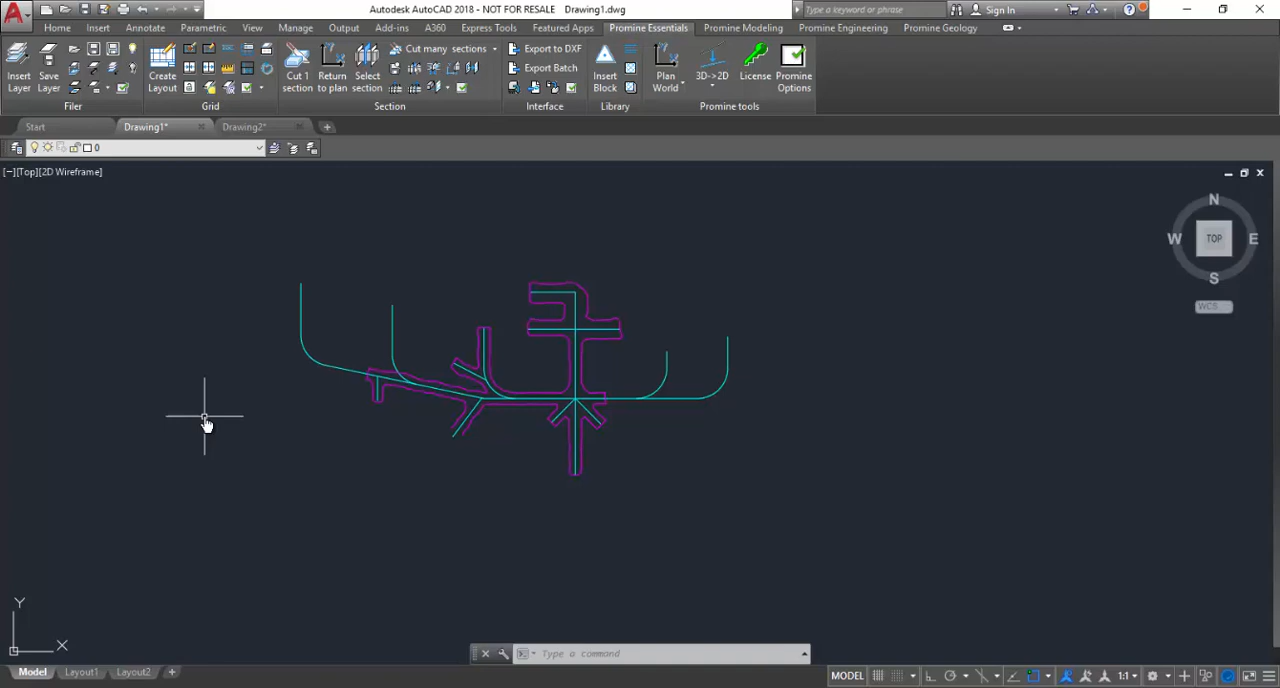 Autodesk AutoCAD 2018 - NOT FOR RESALE Drawing1.dwg
Type a keyword or phrase
Sign In
Home Insert Annotate Parametric View Manage Output Add-ins A360 Express Tools Featured Apps Promine Essentials Promine Modeling Promine Engineering Promine Geology
Insert Layer
Save Layer
Create Layout
Cut 1 section
Return to plan
Select section
Cut many sections
Export to DXF
Export Batch
Insert Block
Plan World
3D->2D
License
Promine Options
Filer Grid Section Interface Library Promine tools
Start Drawing1* Drawing2*
0
[−][Top][2D Wireframe]
N
W TOP E
S
WCS
Y
X
Type a command
Model Layout1 Layout2
MODEL 1:1